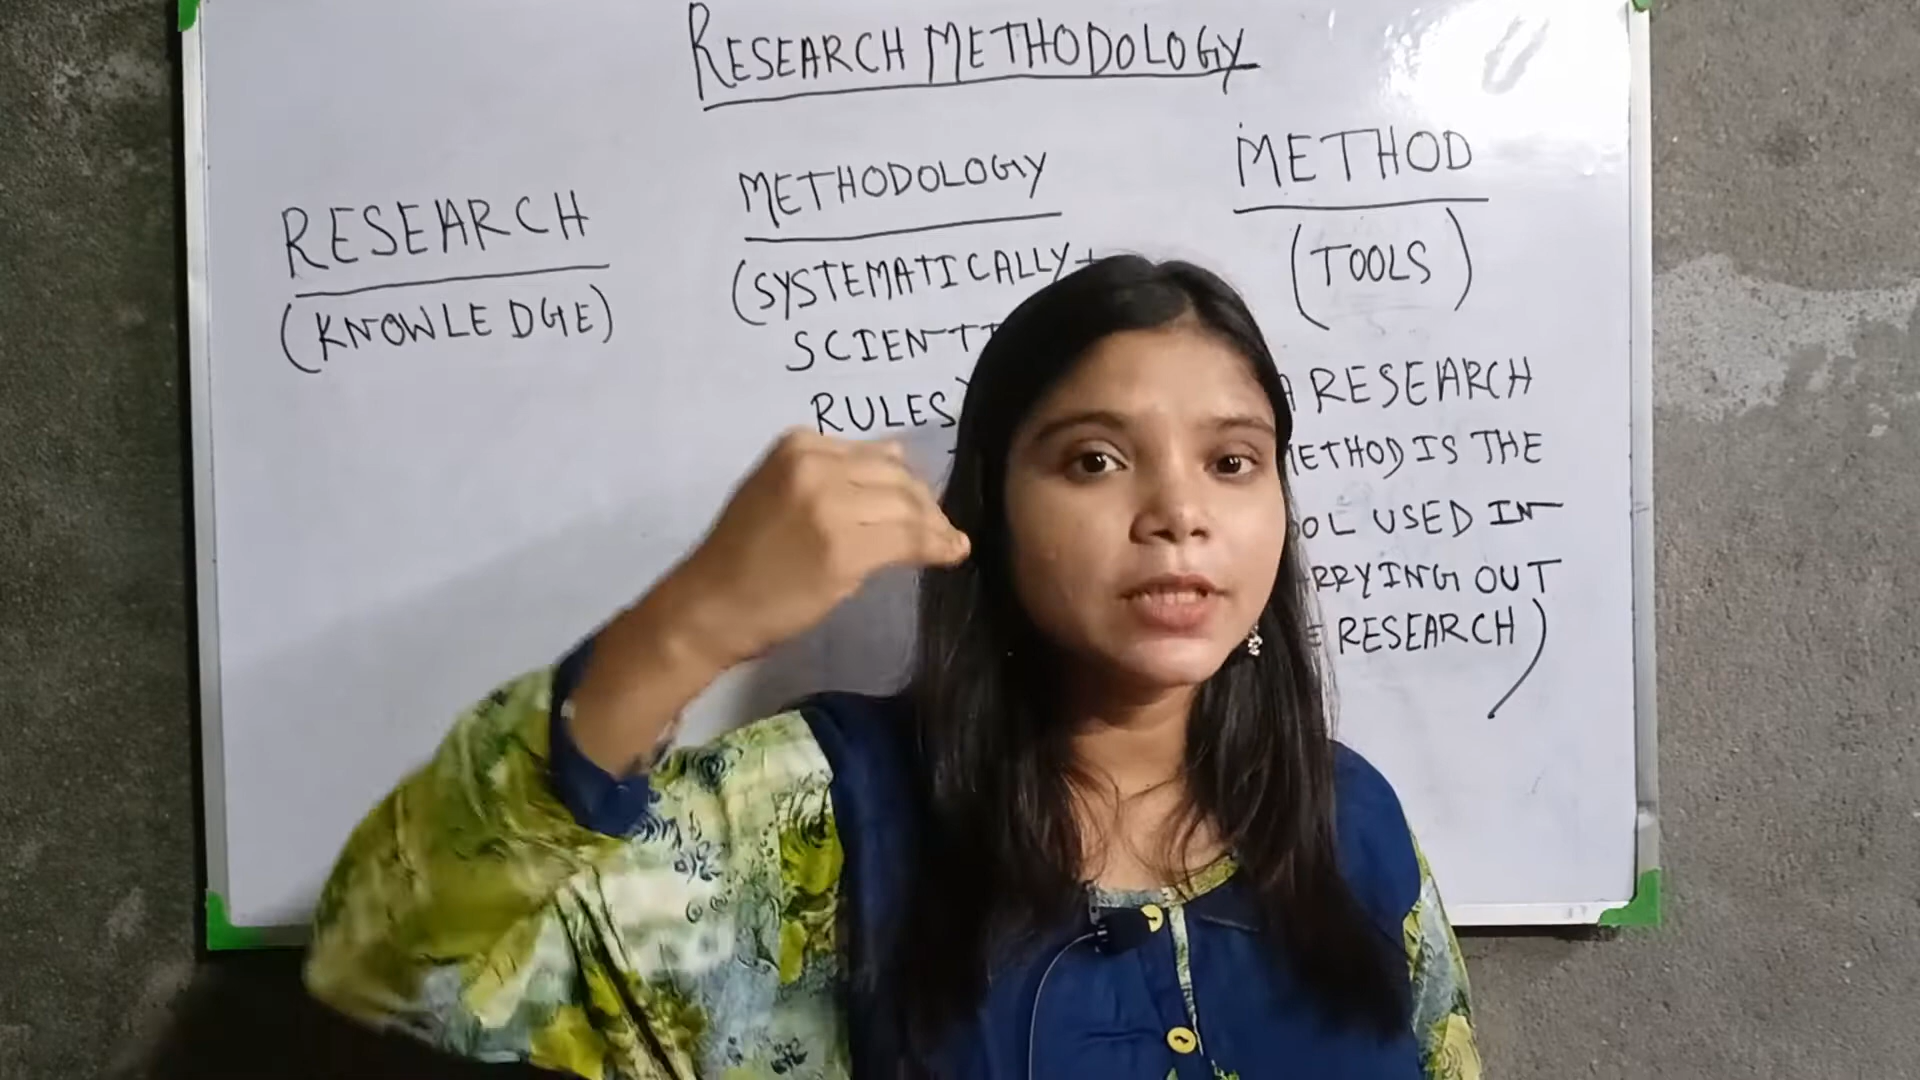 RESEARCH METHODOLOGY
RESEARCH
(KNOWLEDGE)
METHODOLOGY
(SYSTEMATICALLY+
RULES)
METHOD
(TOOLS)
RESEARCH
IS THE
USED IN
OUT
RESEARCH)